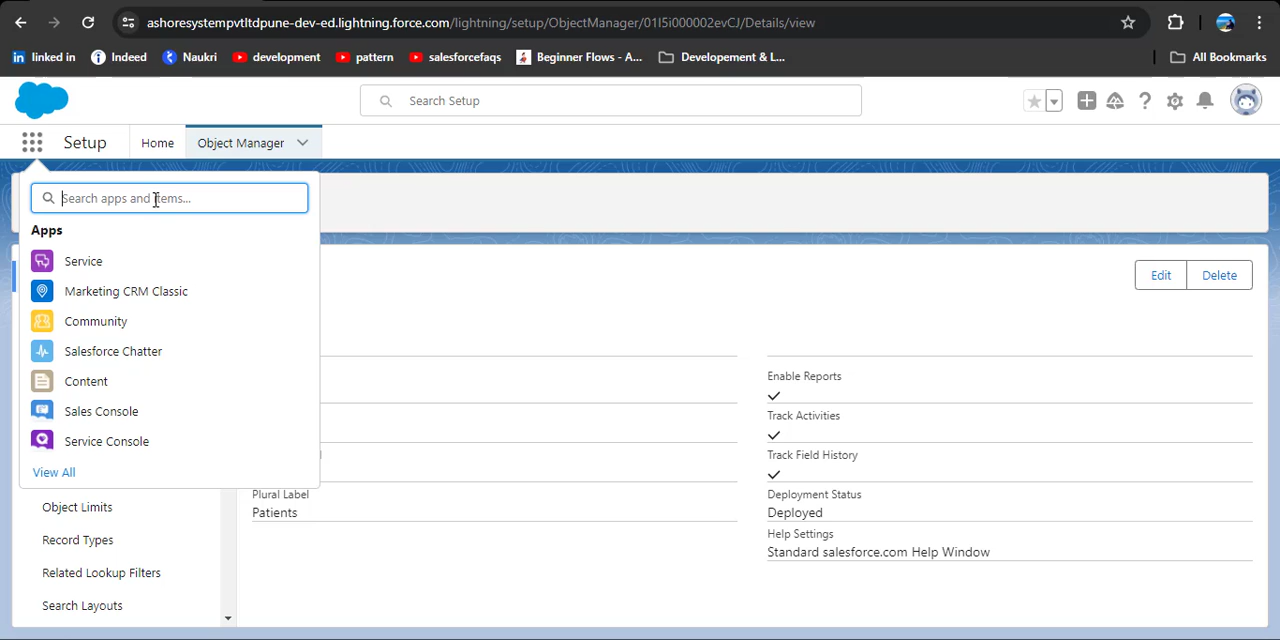 ashoresystempvtltdpune-dev-ed.lightning.force.com/lightning/setup/ObjectManager/01I5i000002evCJ/Details/view
in linked in
Indeed
Naukri
development
pattern
salesforcefaqs
Beginner Flows - A...
Developement & L...
All Bookmarks
Search Setup
Setup
Home
Object Manager
Search apps and items...
Apps
Service
Marketing CRM Classic
Community
Salesforce Chatter
Content
Sales Console
Service Console
View All
Object Limits
Record Types
Related Lookup Filters
Search Layouts
Edit
Delete
Plural Label
Patients
Enable Reports
Track Activities
Track Field History
Deployment Status
Deployed
Help Settings
Standard salesforce.com Help Window